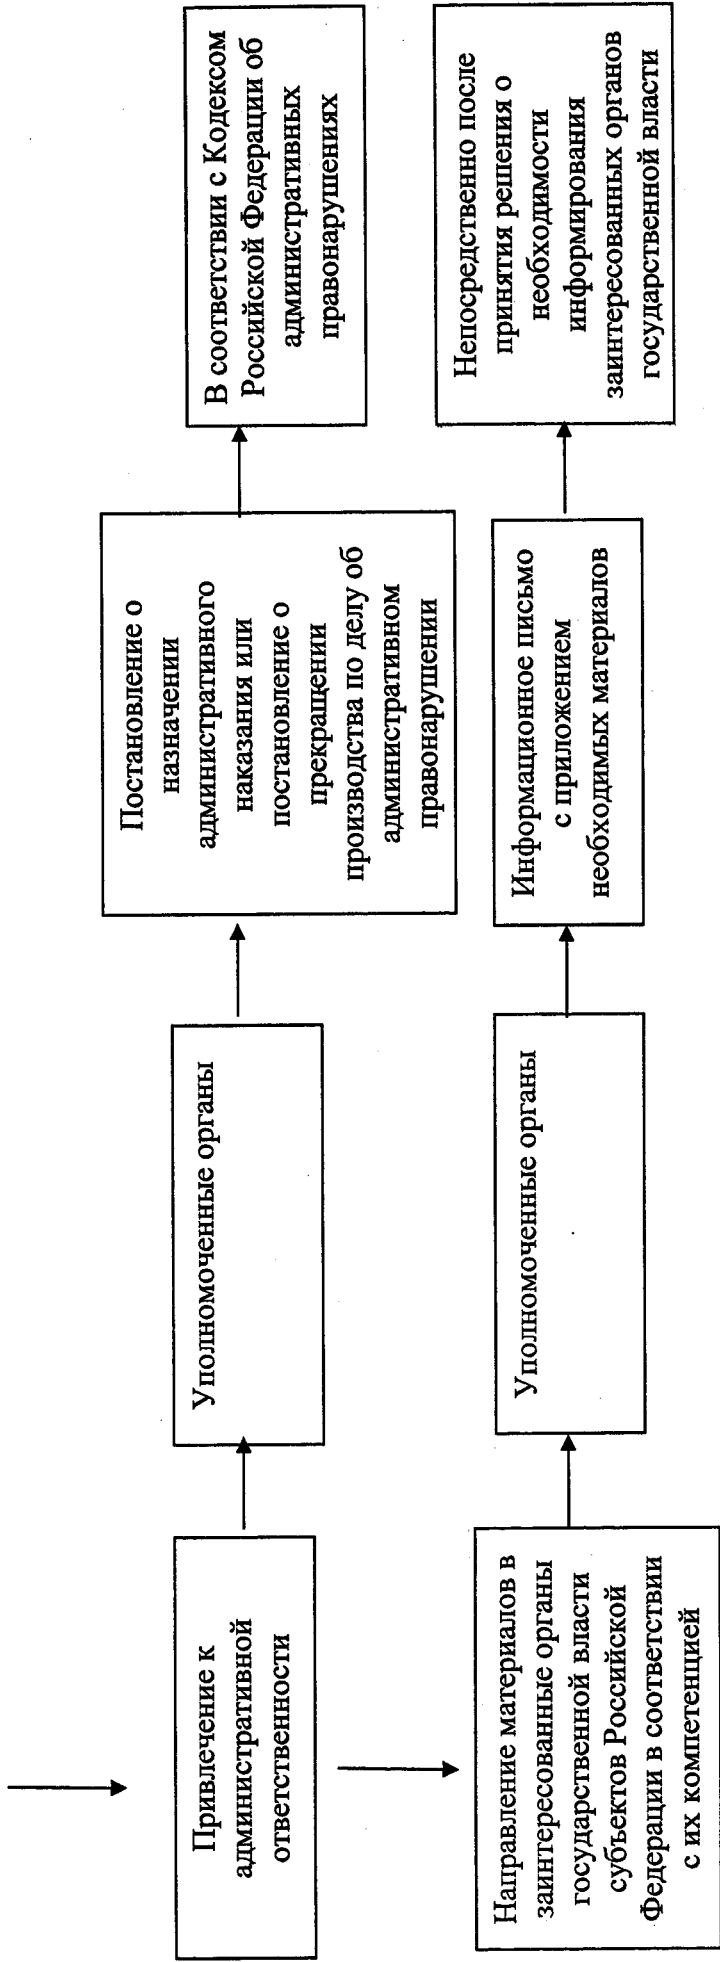 Привлечение к
административной
ответственности
Уполномоченные органы
Постановление о
назначении
административного
наказания или
постановление о
прекращении
производства по делу об
административном
правонарушении
В соответствии с Кодексом
Российской Федерации об
административных
правонарушениях
Направление материалов в
заинтересованные органы
государственной власти
субъектов Российской
Федерации в соответствии
с их компетенцией
Уполномоченные органы
Информационное письмо
с приложением
необходимых материалов
Непосредственно после
принятия решения о
необходимости
информирования
заинтересованных органов
государственной власти